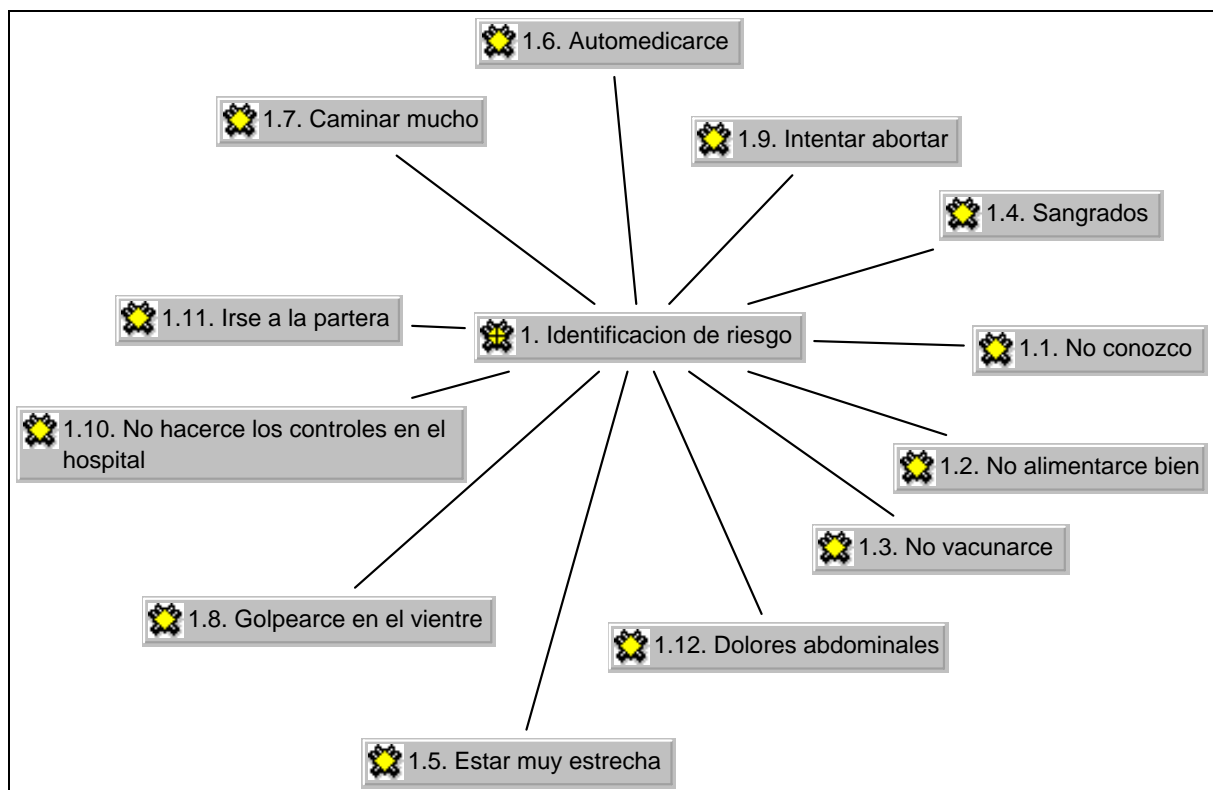 1.6. Automedicarce
1.7. Caminar mucho
1.9. Intentar abortar
1.4. Sangrados
1.11. Irse a la partera
1. Identificacion de riesgo
1.1. No conozco
1.10. No hacerce los controles en el
hospital
1.2. No alimentarce bien
1.3. No vacunarce
1.8. Golpearce en el vientre
1.12. Dolores abdominales
1.5. Estar muy estrecha